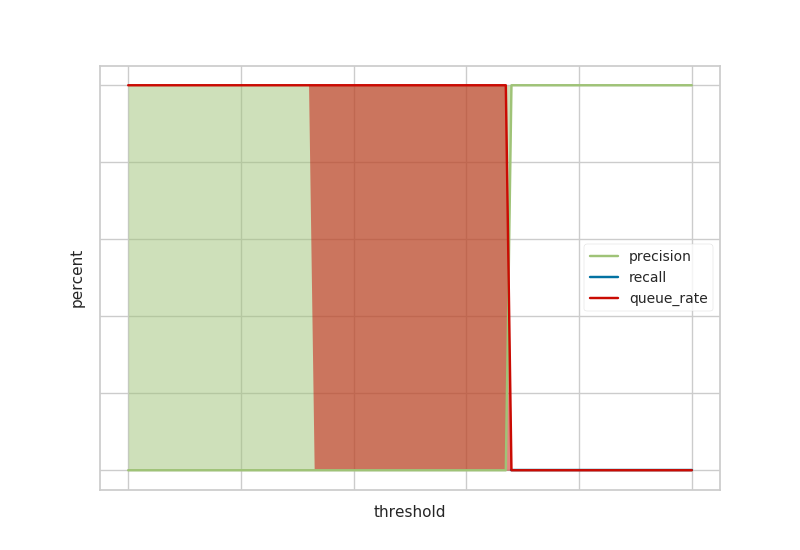 percent
precision
recall
queue_rate
threshold